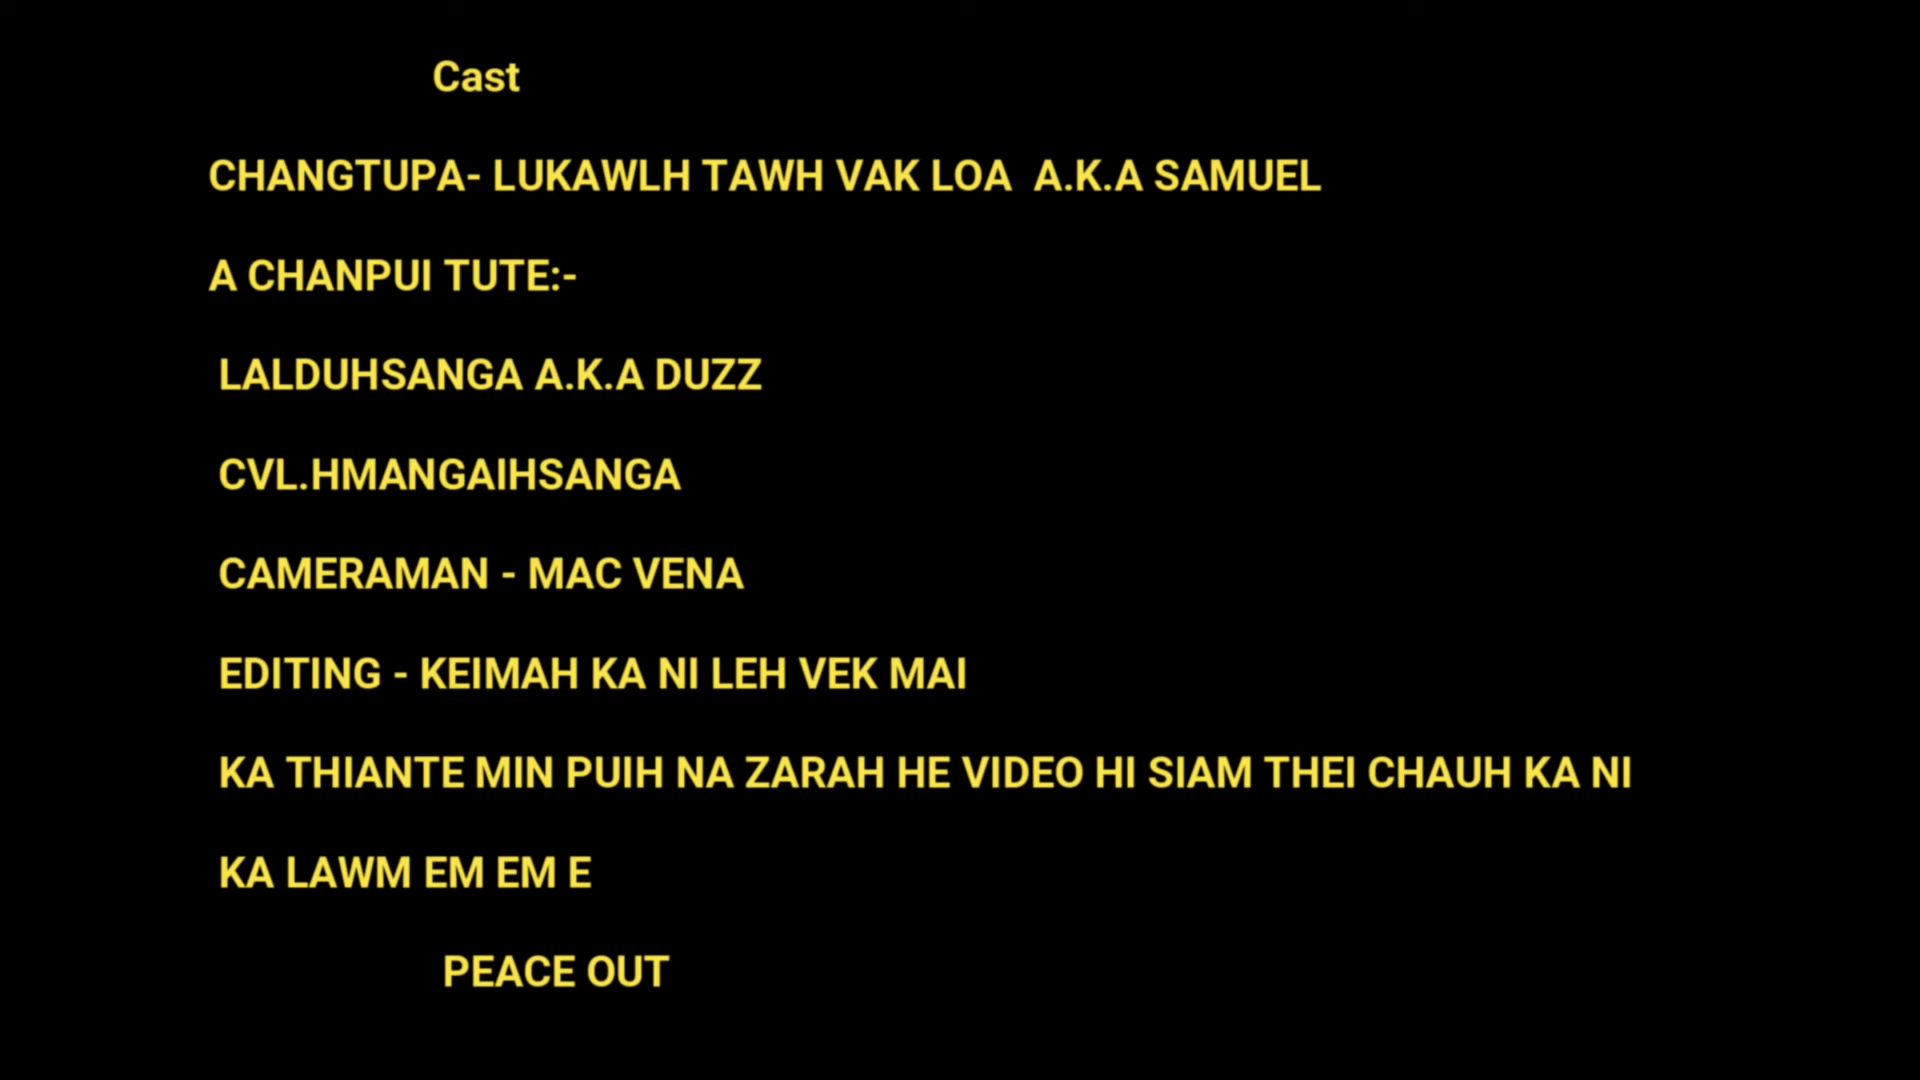 Cast
CHANGTUPA- LUKAWLH TAWH VAK LOA A.K.A SAMUEL
A CHANPUI TUTE:-
LALDUHSANGA A.K.A DUZZ
CVL.HMANGAIHSANGA
CAMERAMAN - MAC VENA
EDITING - KEIMAH KA NI LEH VEK MAI
KA THIANTE MIN PUIH NA ZARAH HE VIDEO HI SIAM THEI CHAUH KA NI
KA LAWM EM EM E
PEACE OUT